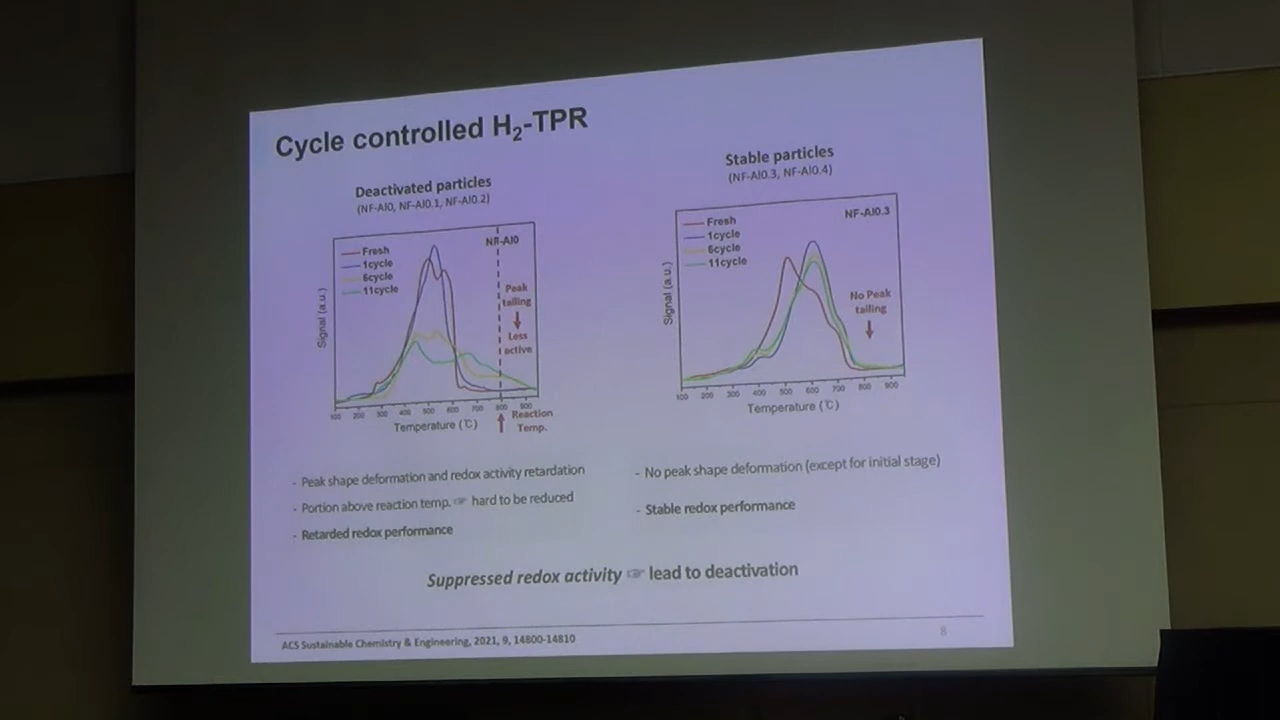 Cycle controlled H2-TPR
Deactivated particles
(NF-Al0, NF-Al0.1, NF-Al0.2)
Fresh
1cycle
6cycle
11cycle
NF-Al0
Peak
tailing
Less
active
Signal (a.u.)
100 200 300 400 500 600 700 800 900
Temperature (℃)
Reaction
Temp.
Stable particles
(NF-Al0.3, NF-Al0.4)
Fresh
1cycle
6cycle
11cycle
NF-Al0.3
No Peak
tailing
Signal (a.u.)
100 200 300 400 500 600 700 800 900
Temperature (℃)
- Peak shape deformation and redox activity retardation
- Portion above reaction temp. ☞ hard to be reduced
- Retarded redox performance
- No peak shape deformation (except for initial stage)
- Stable redox performance
Suppressed redox activity ☞ lead to deactivation
ACS Sustainable Chemistry & Engineering, 2021, 9, 14800-14810
8